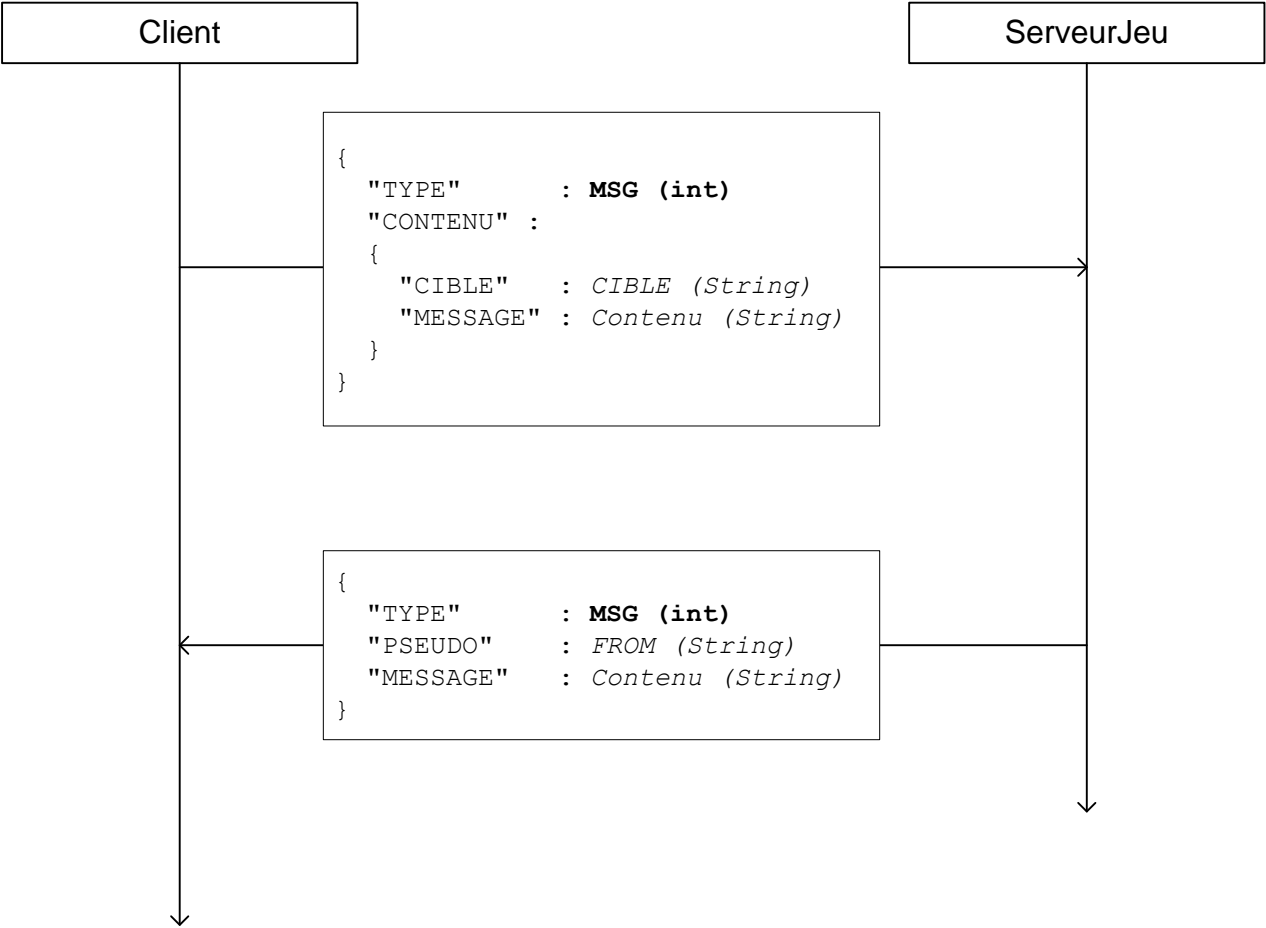 Client
ServeurJeu
{
"TYPE" : MSG (int)
"CONTENU" :
{
"CIBLE" : CIBLE (String)
"MESSAGE" : Contenu (String)
}
}
{
"TYPE" : MSG (int)
"PSEUDO" : FROM (String)
"MESSAGE" : Contenu (String)
}